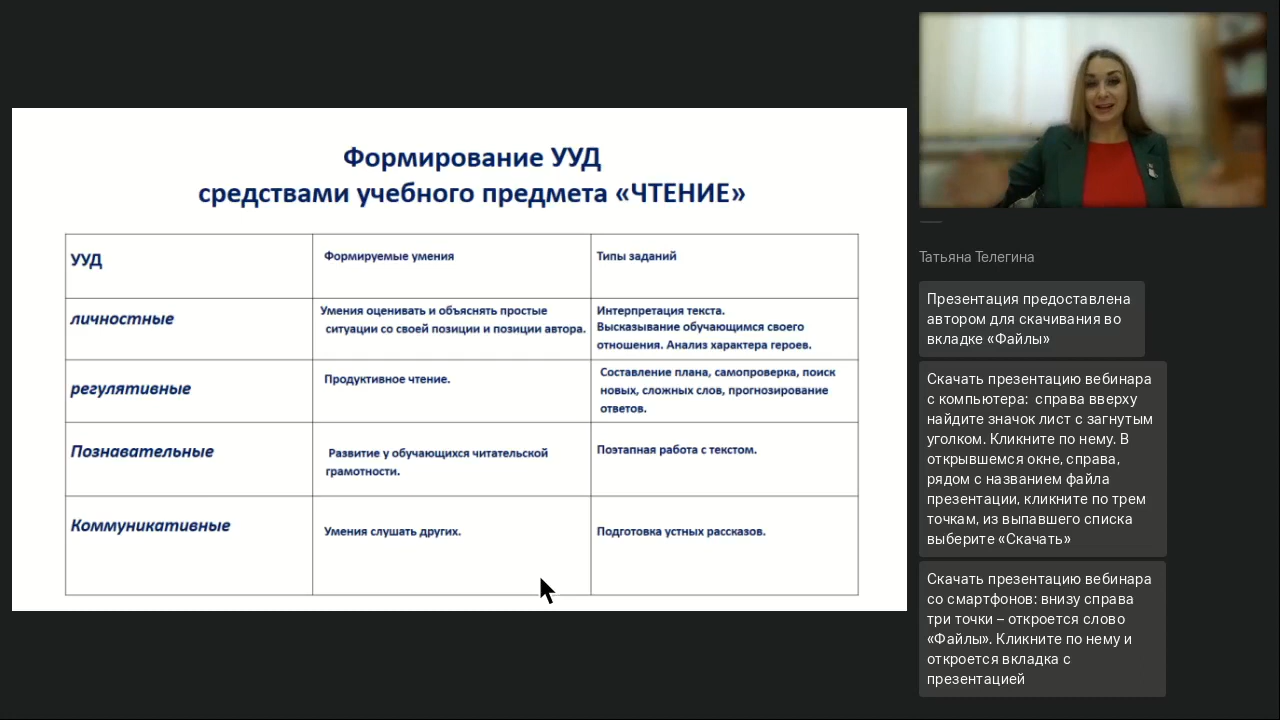 Формирование УУД
средствами учебного предмета «ЧТЕНИЕ»
УУД
Формируемые умения
Типы заданий
личностные
Умения оценивать и объяснять простые
ситуации со своей позиции и позиции автора.
Интерпретация текста.
Высказывание обучающимся своего
отношения. Анализ характера героев.
регулятивные
Продуктивное чтение.
Составление плана, самопроверка, поиск
новых, сложных слов, прогнозирование
ответов.
Познавательные
Развитие у обучающихся читательской
грамотности.
Поэтапная работа с текстом.
Коммуникативные
Умения слушать других.
Подготовка устных рассказов.
Татьяна Телегина
Презентация предоставлена
автором для скачивания во
вкладке «Файлы»
Скачать презентацию вебинара
с компьютера: справа вверху
найдите значок лист с загнутым
уголком. Кликните по нему. В
открывшемся окне, справа,
рядом с названием файла
презентации, кликните по трем
точкам, из выпавшего списка
выберите «Скачать»
Скачать презентацию вебинара
со смартфонов: внизу справа
три точки – откроется слово
«Файлы». Кликните по нему и
откроется вкладка с
презентацией